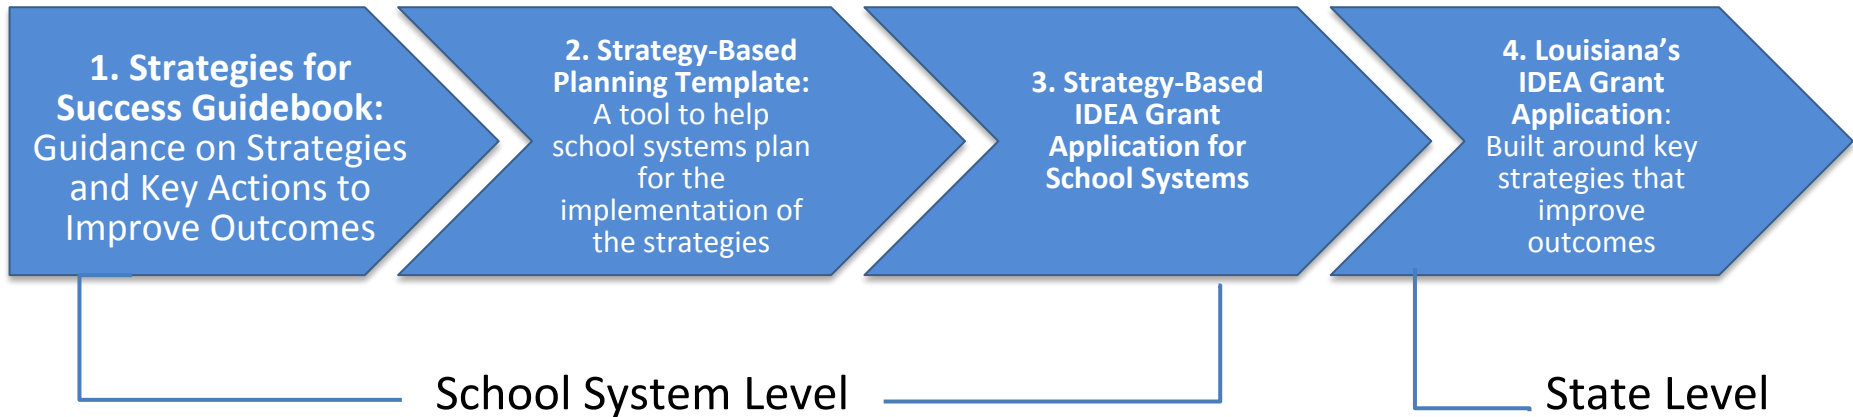 1. Strategies for
Success Guidebook:
Guidance on Strategies
and Key Actions to
Improve Outcomes
2. Strategy-Based
Planning Template:
A tool to help
school systems plan
for the
implementation of
the strategies
3. Strategy-Based
IDEA Grant
Application for
School Systems
4. Louisiana’s
IDEA Grant
Application:
Built around key
strategies that
improve
outcomes
School System Level
State Level